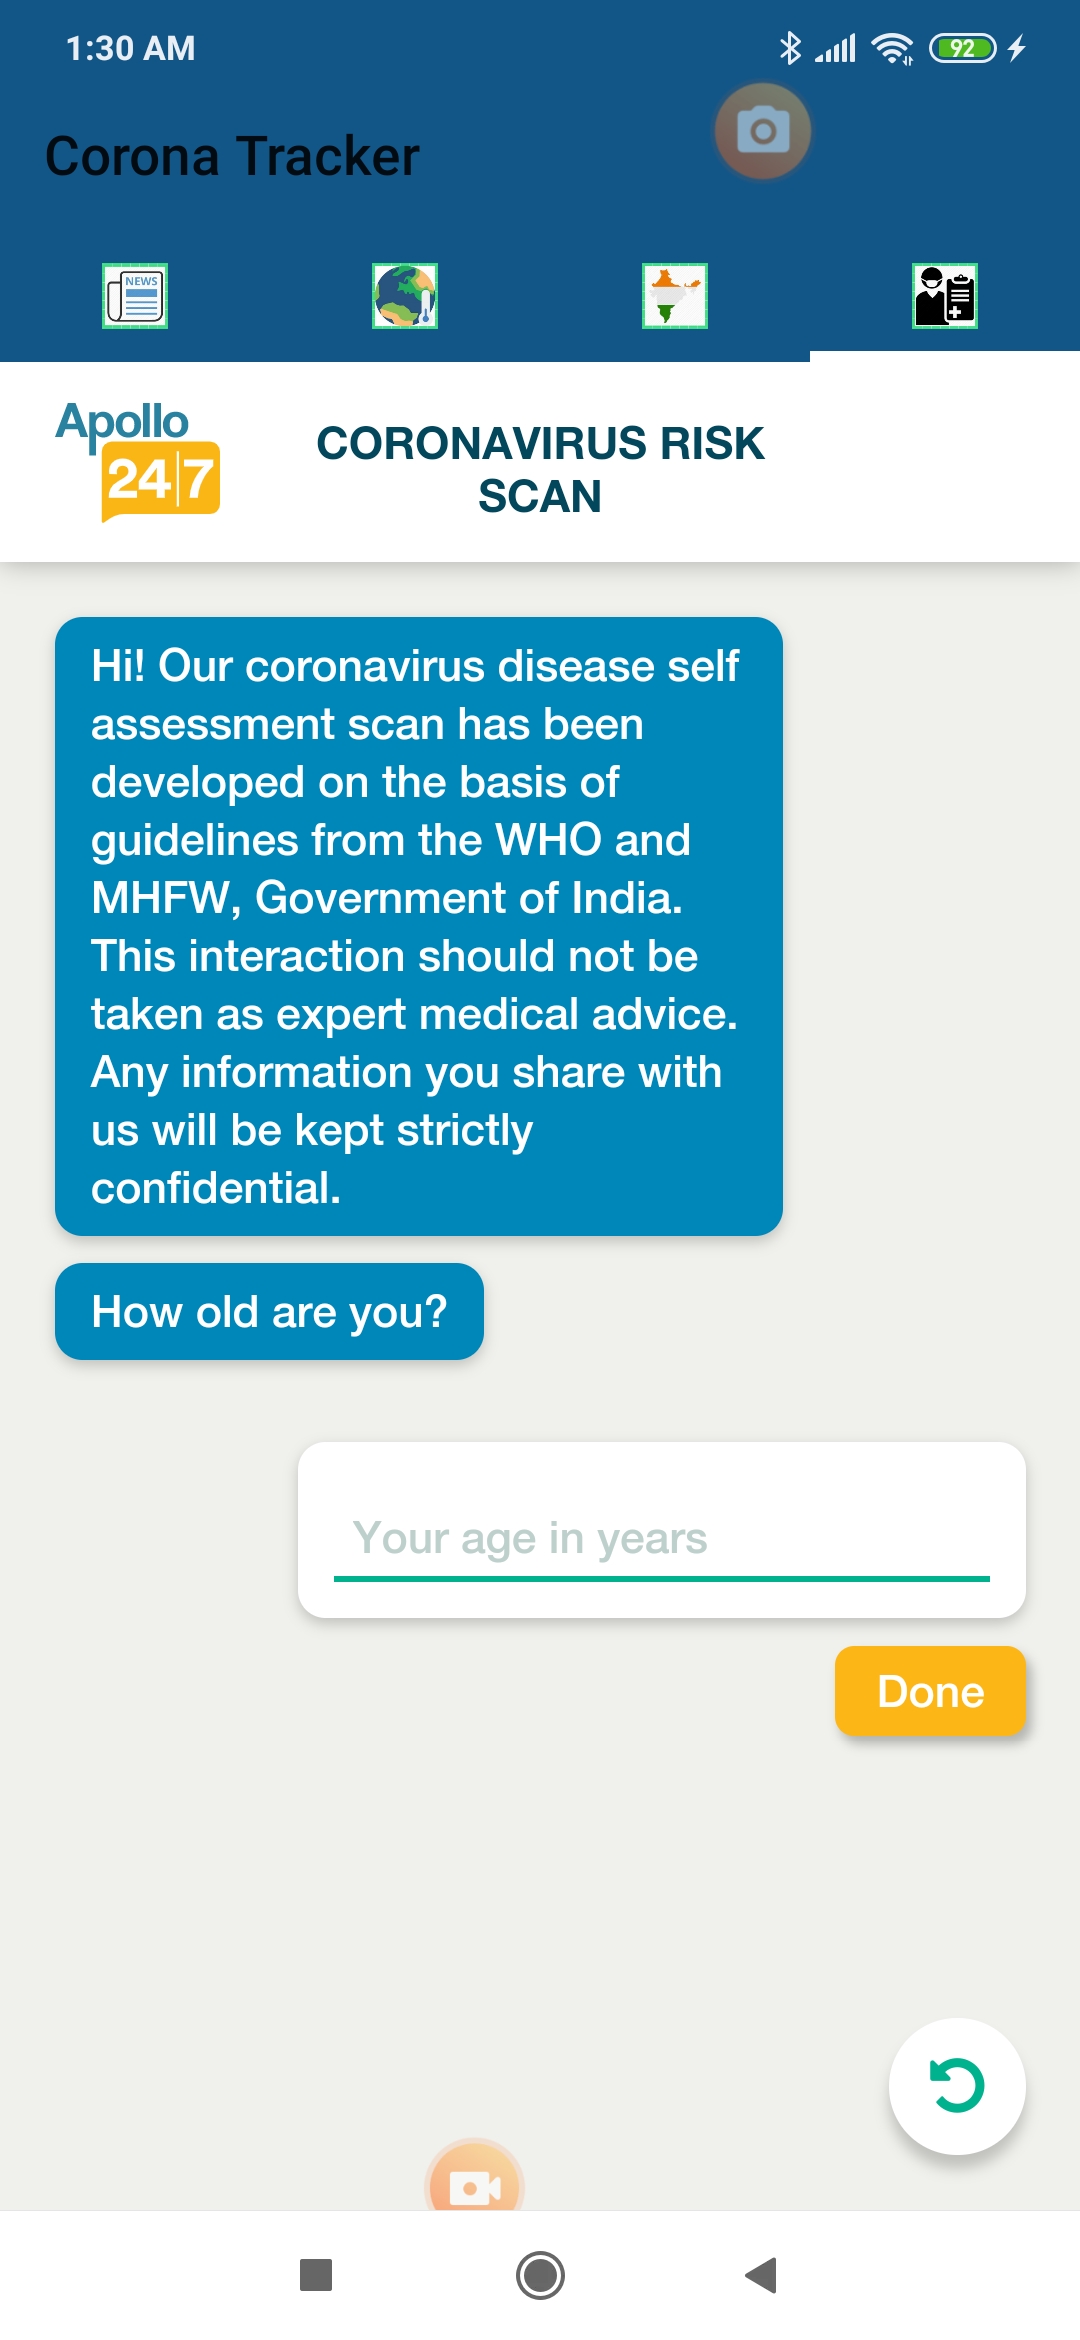 1:30 AM
92
Corona Tracker
NEWS
Apollo
24|7
CORONAVIRUS RISK
SCAN
Hi! Our coronavirus disease self
assessment scan has been
developed on the basis of
guidelines from the WHO and
MHFW, Government of India.
This interaction should not be
taken as expert medical advice.
Any information you share with
us will be kept strictly
confidential.
How old are you?
Your age in years
Done